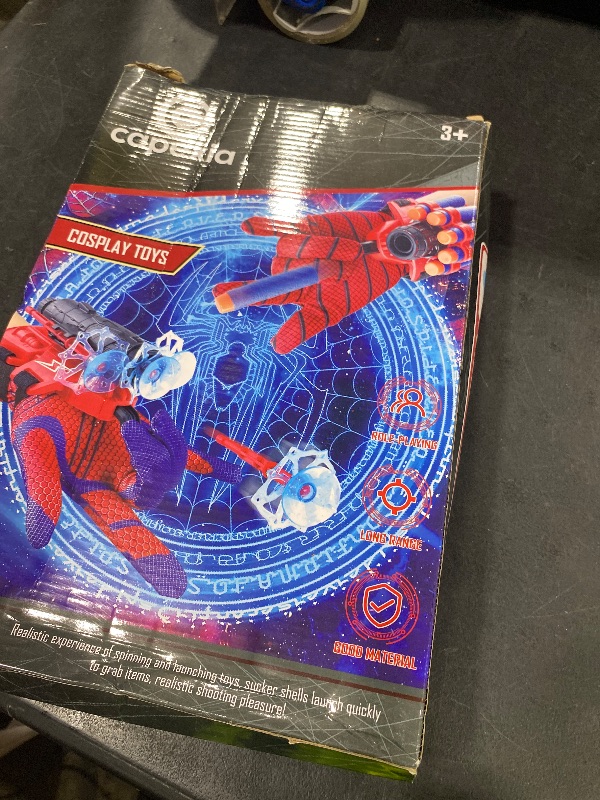 3+
COSPLAY TOYS
ROLE-PLAYING
LONG RANGE
GOOD MATERIAL
Realistic experience of spinning and launching toys, sucker shells launch quickly
to grab items, realistic shooting pleasure!